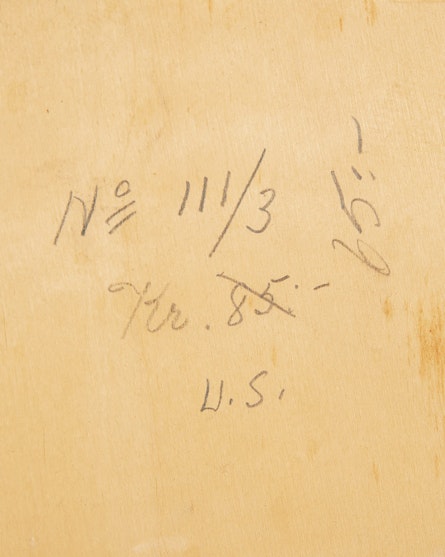 Nº 111/3
Kr. 85:-
U.S.
65:-